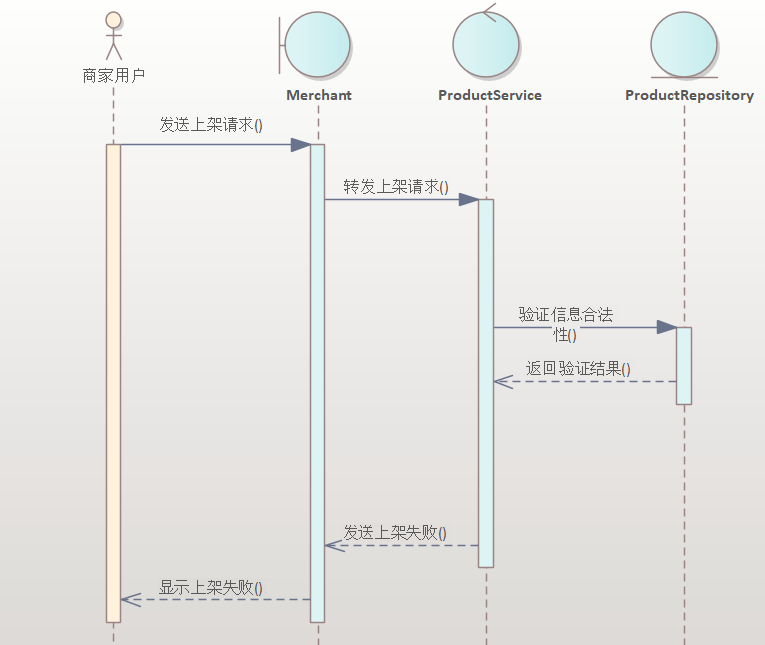 商家用户
Merchant
ProductService
ProductRepository
发送上架请求()
转发上架请求()
验证信息合法
性()
返回验证结果()
发送上架失败()
显示上架失败()